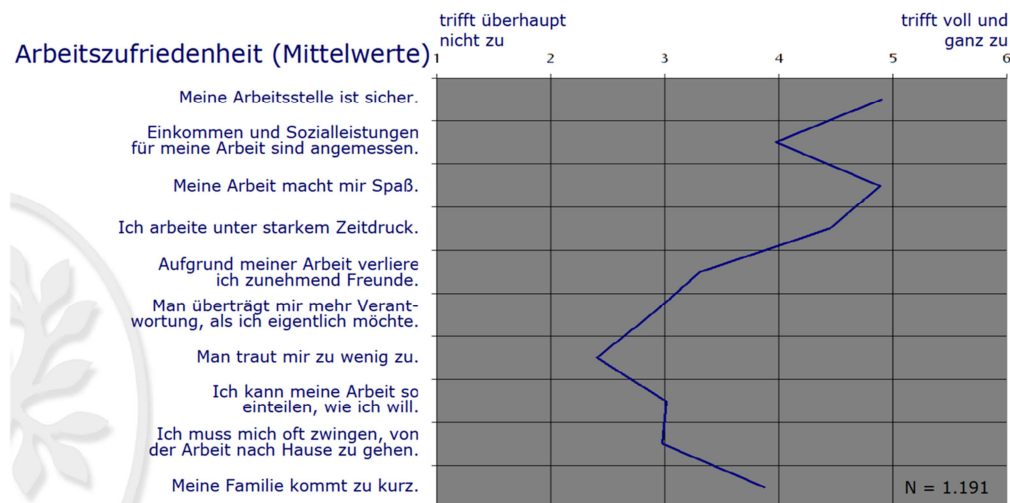 trifft überhaupt
nicht zu
trifft voll und
ganz zu
Arbeitszufriedenheit (Mittelwerte)
1 2 3 4 5 6
Meine Arbeitsstelle ist sicher.
Einkommen und Sozialleistungen
für meine Arbeit sind angemessen.
Meine Arbeit macht mir Spaß.
Ich arbeite unter starkem Zeitdruck.
Aufgrund meiner Arbeit verliere
ich zunehmend Freunde.
Man überträgt mir mehr Verant-
wortung, als ich eigentlich möchte.
Man traut mir zu wenig zu.
Ich kann meine Arbeit so
einteilen, wie ich will.
Ich muss mich oft zwingen, von
der Arbeit nach Hause zu gehen.
Meine Familie kommt zu kurz.
N = 1.191